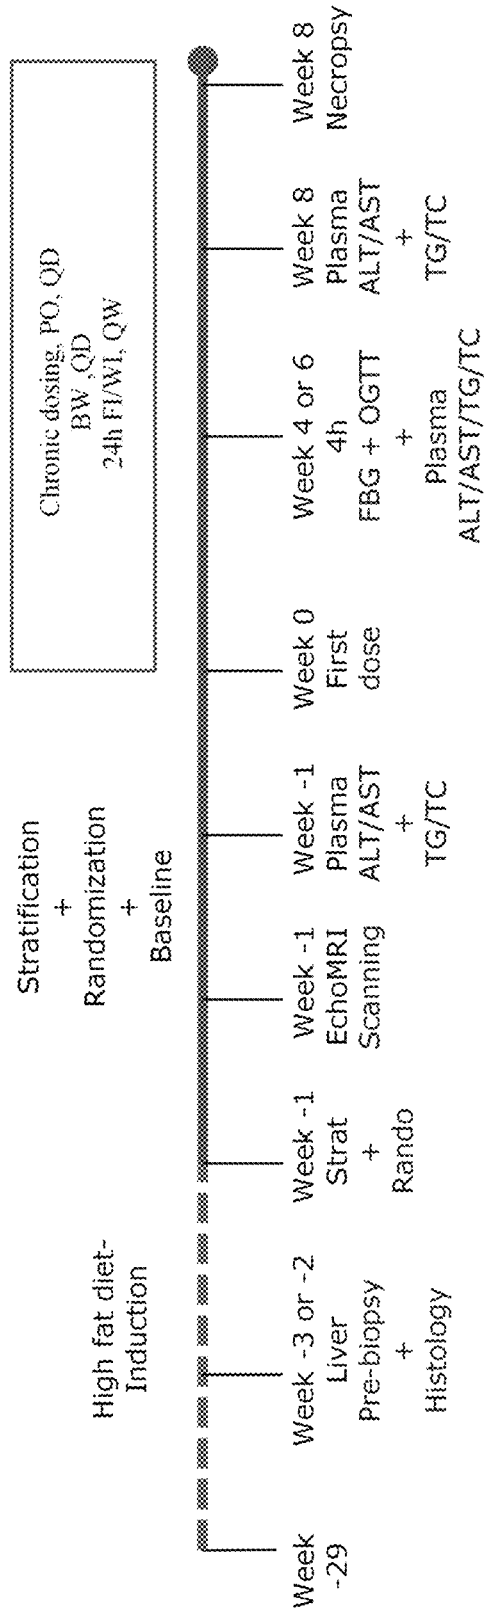 High fat diet-
Induction
Stratification
+
Randomization
+
Baseline
Chronic dosing, PO, QD
BW ,QD
24h FI/WI, QW
Week
-29
Week -3 or -2
Liver
Pre-biopsy
+
Histology
Week -1
Strat
+
Rando
Week -1
EchoMRI
Scanning
Week -1
Plasma
ALT/AST
+
TG/TC
Week 0
First
dose
Week 4 or 6
4h
FBG + OGTT
+
Plasma
ALT/AST/TG/TC
Week 8
Plasma
ALT/AST
+
TG/TC
Week 8
Necropsy